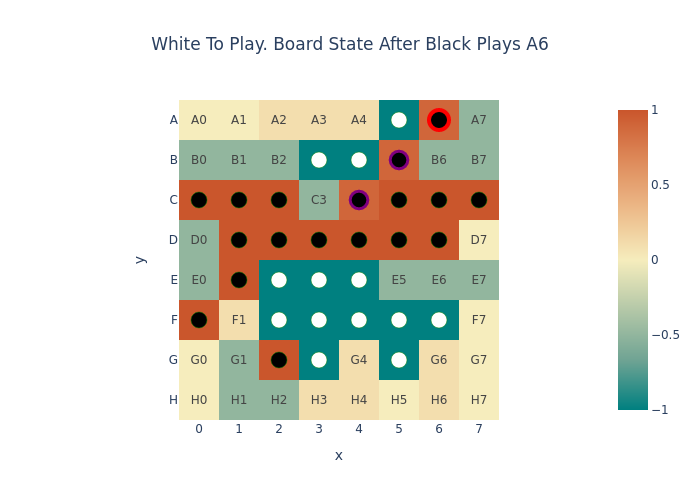 White To Play. Board State After Black Plays A6
A A0 A1 A2 A3 A4 A7 1
B B0 B1 B2 B6 B7
C C3 0.5
D D0 D7
y E E0 E5 E6 E7 0
F F1 F7 −0.5
G G0 G1 G4 G6 G7
H H0 H1 H2 H3 H4 H5 H6 H7 −1
0 1 2 3 4 5 6 7
x